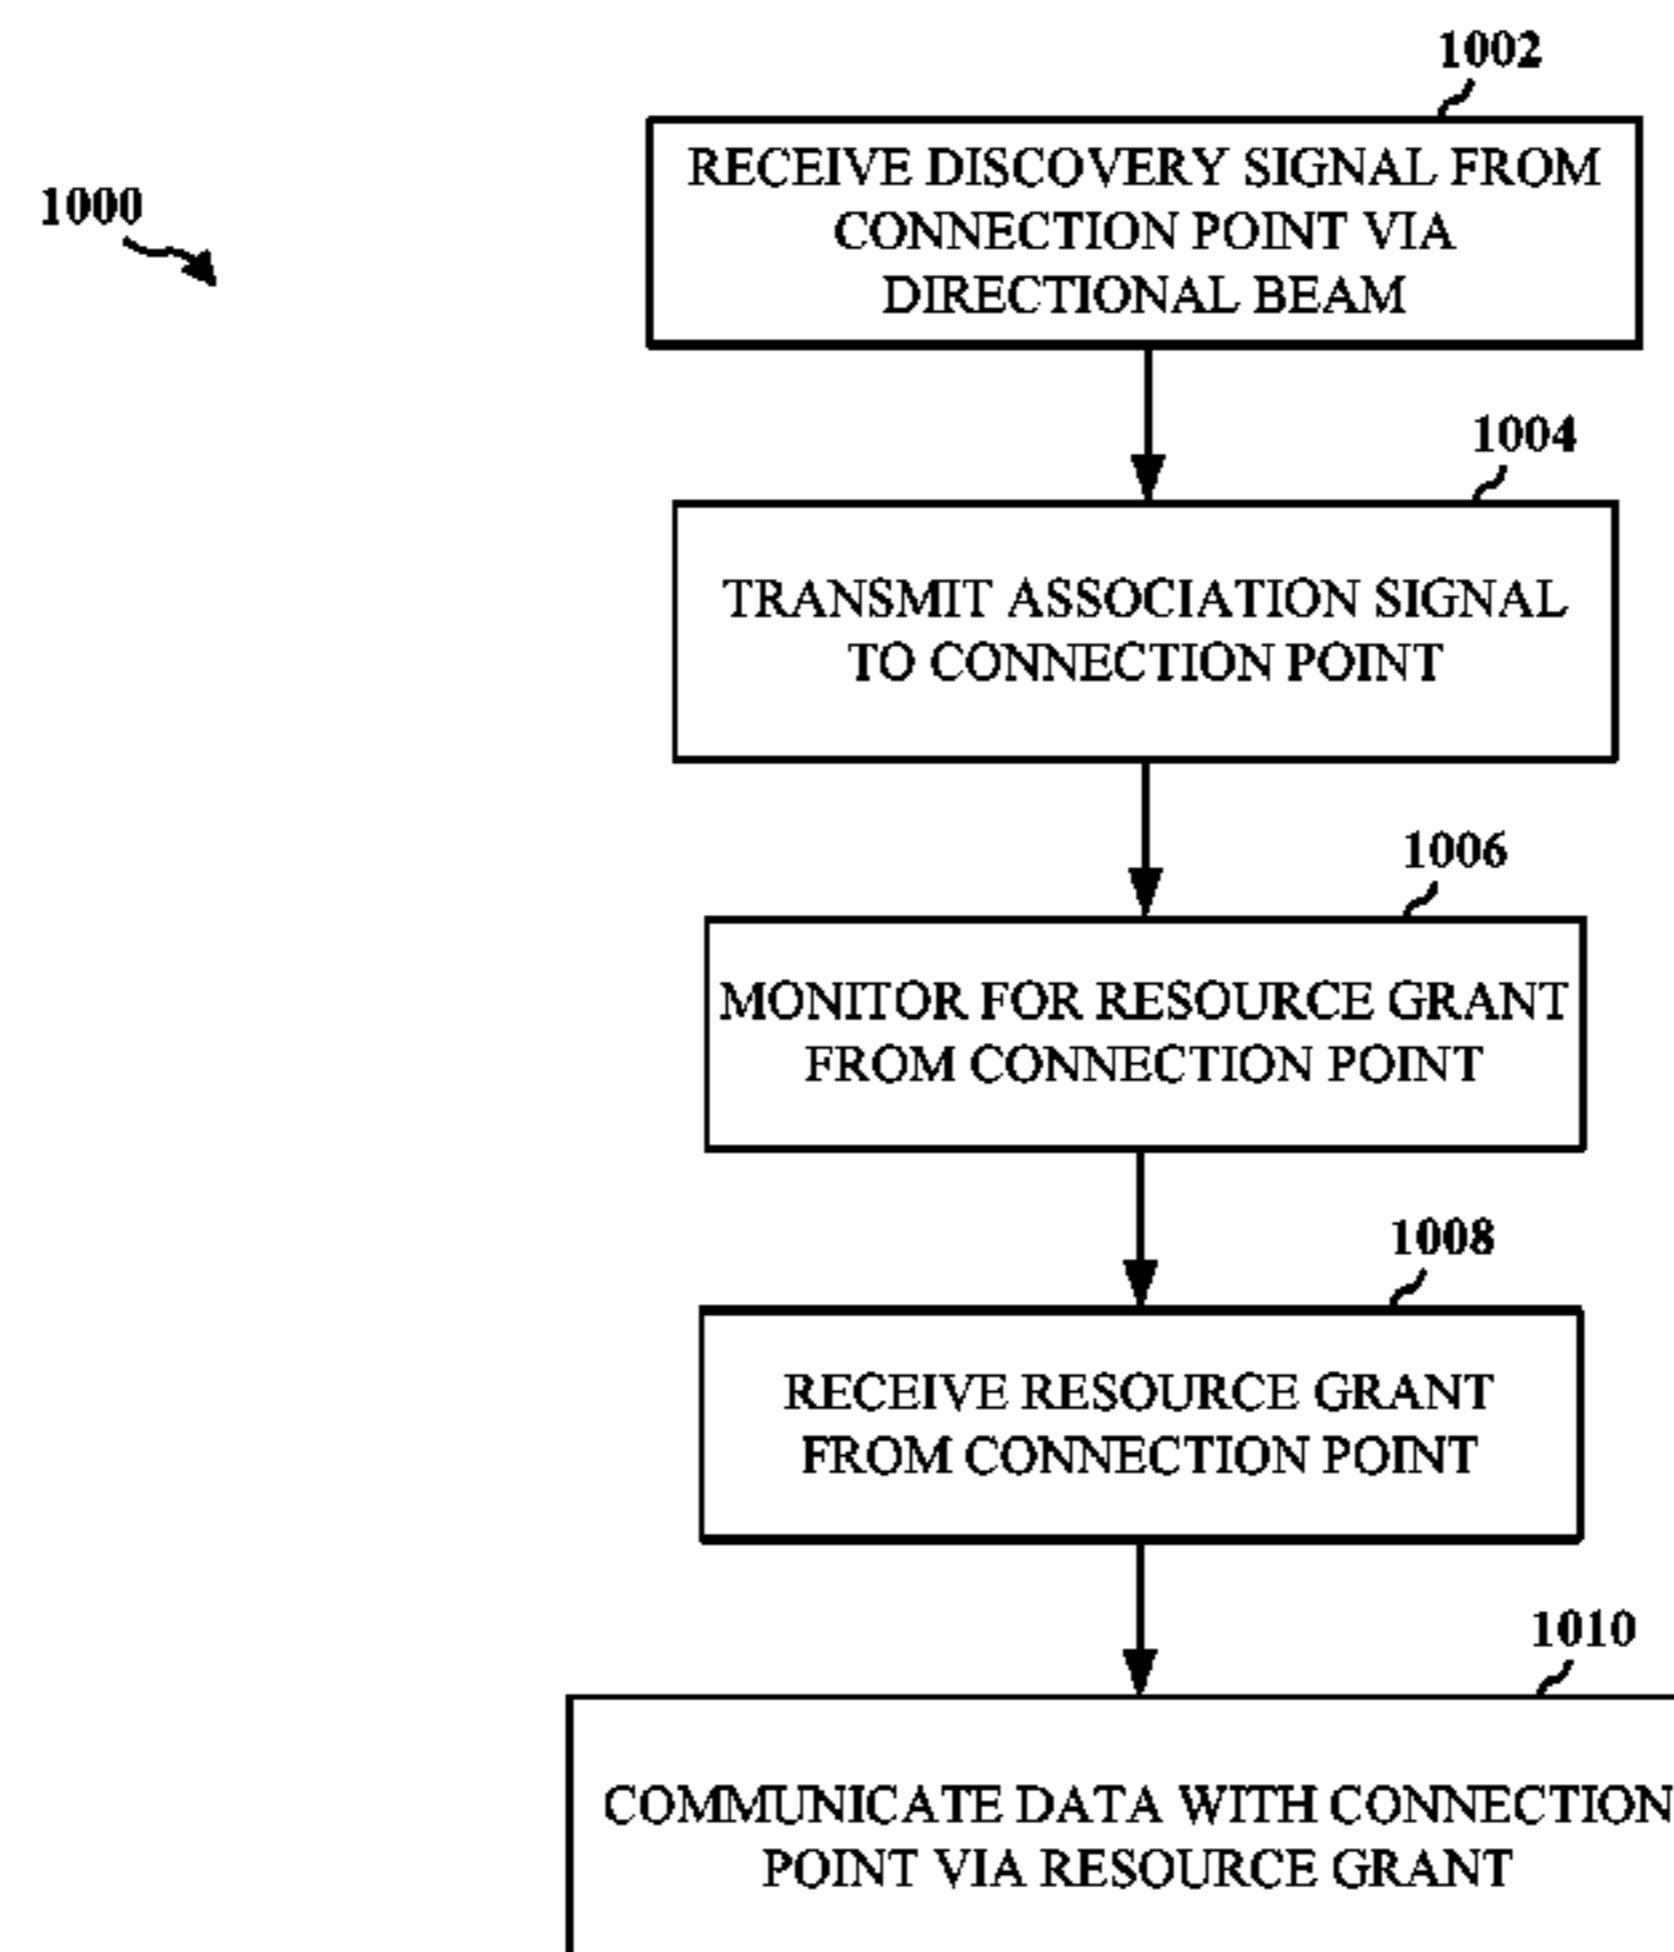 1000
1002
RECEIVE DISCOVERY SIGNAL FROM
CONNECTION POINT VIA
DIRECTIONAL BEAM
1004
TRANSMIT ASSOCIATION SIGNAL
TO CONNECTION POINT
1006
MONITOR FOR RESOURCE GRANT
FROM CONNECTION POINT
1008
RECEIVE RESOURCE GRANT
FROM CONNECTION POINT
1010
COMMUNICATE DATA WITH CONNECTION
POINT VIA RESOURCE GRANT